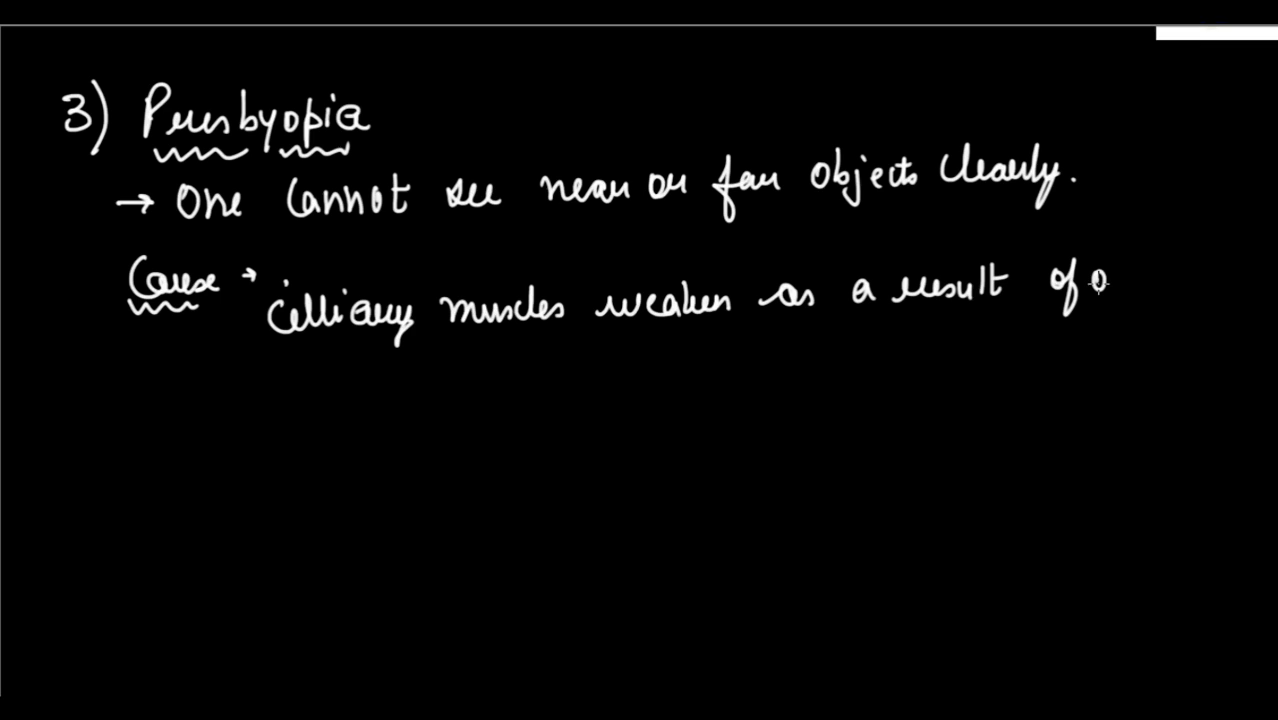 3) Presbyopia
→ One cannot see near or far objects clearly.
Cause → cilliary muscles weaken as a result of o